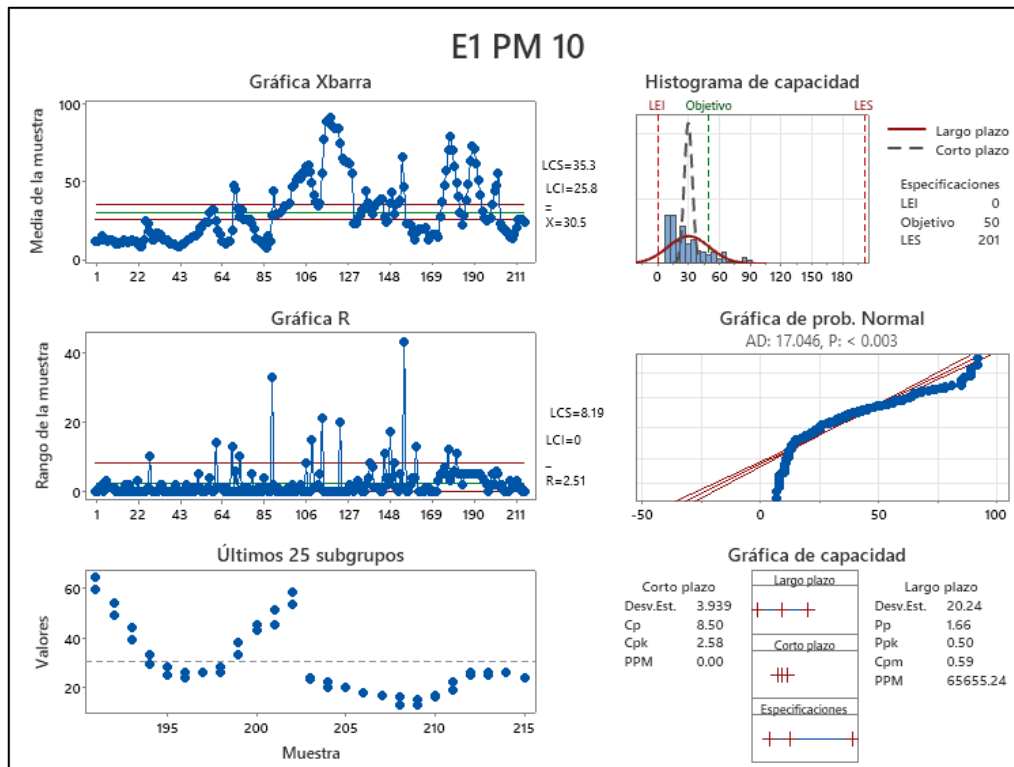 E1 PM 10
Gráfica Xbarra
Media de la muestra
100
50
0
LCS=35.3
LCI=25.8
=
X=30.5
1 22 43 64 85 106 127 148 169 190 211
Histograma de capacidad
LEI Objetivo LES
Largo plazo
Corto plazo
Especificaciones
LEI 0
Objetivo 50
LES 201
0 30 60 90 120 150 180
Gráfica R
Rango de la muestra
40
20
0
LCS=8.19
LCI=0
_
R=2.51
1 22 43 64 85 106 127 148 169 190 211
Gráfica de prob. Normal
AD: 17.046, P: < 0.003
-50 0 50 100
Últimos 25 subgrupos
Valores
60
40
20
195 200 205 210 215
Muestra
Gráfica de capacidad
Corto plazo
Desv.Est. 3.939
Cp 8.50
Cpk 2.58
PPM 0.00
Largo plazo
Corto plazo
Especificaciones
Largo plazo
Desv.Est. 20.24
Pp 1.66
Ppk 0.50
Cpm 0.59
PPM 65655.24